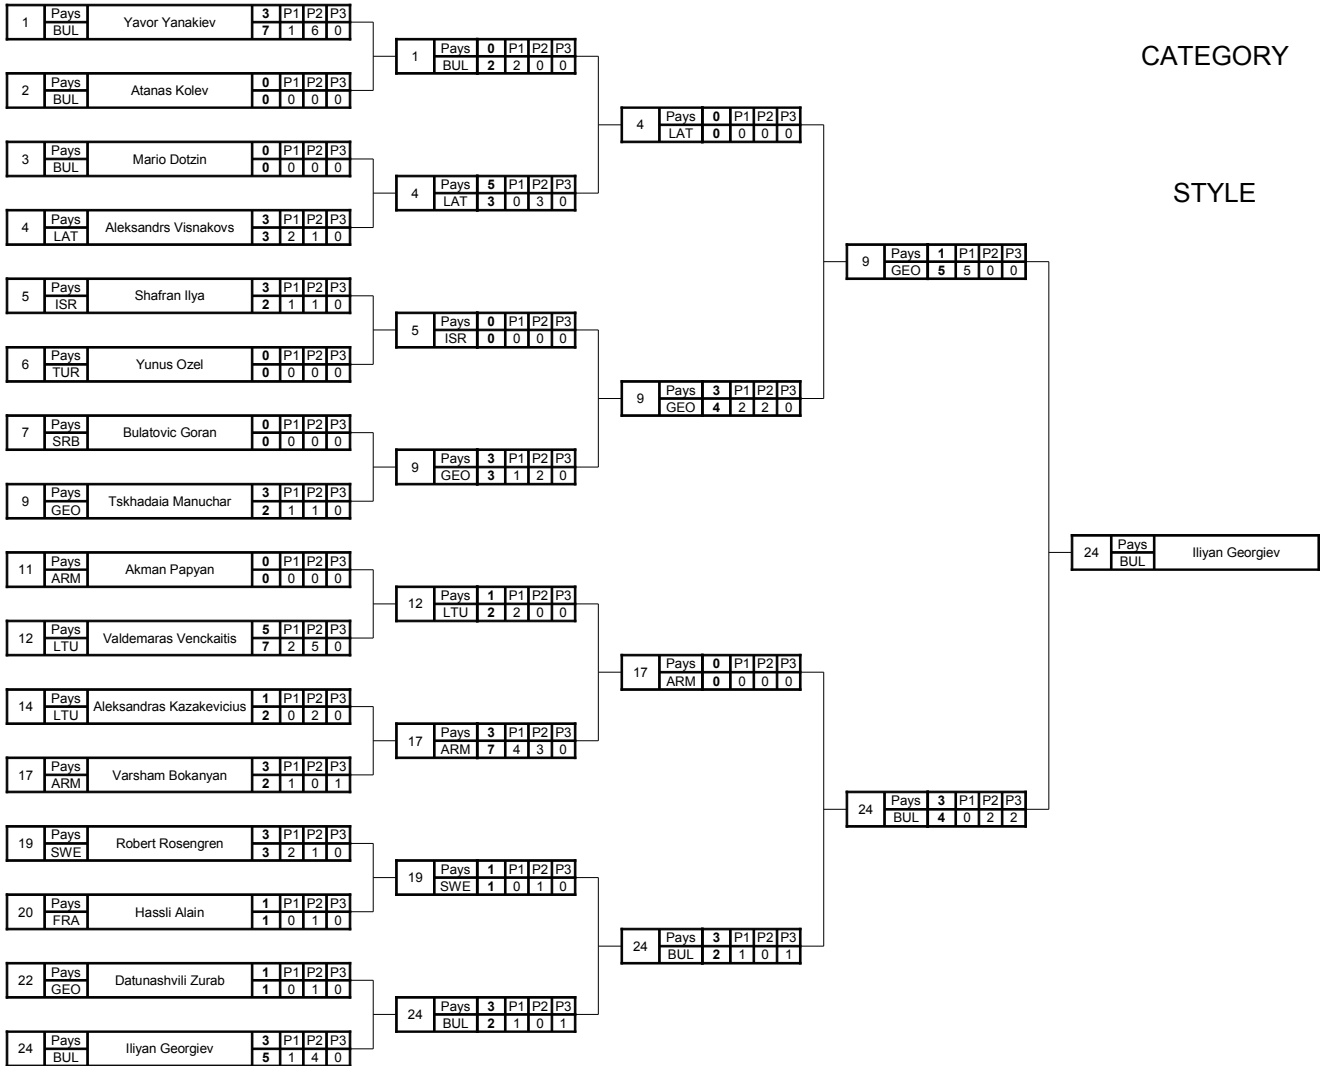 CATEGORY
STYLE
1 Pays Yavor Yanakiev 3 P1 P2 P3
BUL 7 1 6 0
2 Pays Atanas Kolev 0 P1 P2 P3
BUL 0 0 0 0
3 Pays Mario Dotzin 0 P1 P2 P3
BUL 0 0 0 0
4 Pays Aleksandrs Visnakovs 3 P1 P2 P3
LAT 3 2 1 0
5 Pays Shafran Ilya 3 P1 P2 P3
ISR 2 1 1 0
6 Pays Yunus Ozel 0 P1 P2 P3
TUR 0 0 0 0
7 Pays Bulatovic Goran 0 P1 P2 P3
SRB 0 0 0 0
9 Pays Tskhadaia Manuchar 3 P1 P2 P3
GEO 2 1 1 0
11 Pays Akman Papyan 0 P1 P2 P3
ARM 0 0 0 0
12 Pays Valdemaras Venckaitis 5 P1 P2 P3
LTU 7 2 5 0
14 Pays Aleksandras Kazakevicius 1 P1 P2 P3
LTU 2 0 2 0
17 Pays Varsham Bokanyan 3 P1 P2 P3
ARM 2 1 0 1
19 Pays Robert Rosengren 3 P1 P2 P3
SWE 3 2 1 0
20 Pays Hassli Alain 1 P1 P2 P3
FRA 1 0 1 0
22 Pays Datunashvili Zurab 1 P1 P2 P3
GEO 1 0 1 0
24 Pays Iliyan Georgiev 3 P1 P2 P3
BUL 5 1 4 0
1 Pays 0 P1 P2 P3
BUL 2 2 0 0
4 Pays 5 P1 P2 P3
LAT 3 0 3 0
5 Pays 0 P1 P2 P3
ISR 0 0 0 0
9 Pays 3 P1 P2 P3
GEO 3 1 2 0
12 Pays 1 P1 P2 P3
LTU 2 2 0 0
17 Pays 3 P1 P2 P3
ARM 7 4 3 0
19 Pays 1 P1 P2 P3
SWE 1 0 1 0
24 Pays 3 P1 P2 P3
BUL 2 1 0 1
4 Pays 0 P1 P2 P3
LAT 0 0 0 0
9 Pays 3 P1 P2 P3
GEO 4 2 2 0
17 Pays 0 P1 P2 P3
ARM 0 0 0 0
24 Pays 3 P1 P2 P3
BUL 2 1 0 1
9 Pays 1 P1 P2 P3
GEO 5 5 0 0
24 Pays 3 P1 P2 P3
BUL 4 0 2 2
24 Pays Iliyan Georgiev
BUL